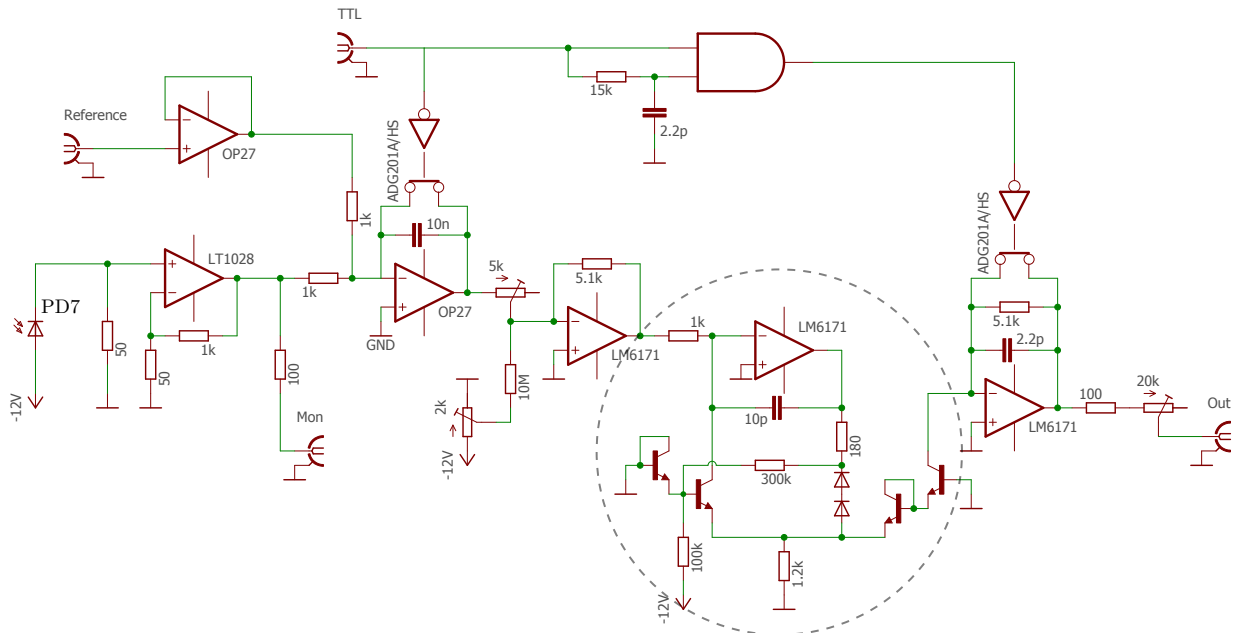 TTL
15k
2.2p
Reference
OP27
ADG201A/HS
1k
10n
LT1028
1k
OP27
GND
PD7
50
50
1k
100
-12V
Mon
5k
5.1k
LM6171
10M
2k
-12V
1k
LM6171
10p
180
300k
100k
1.2k
-12V
ADG201A/HS
5.1k
2.2p
LM6171
100
20k
Out